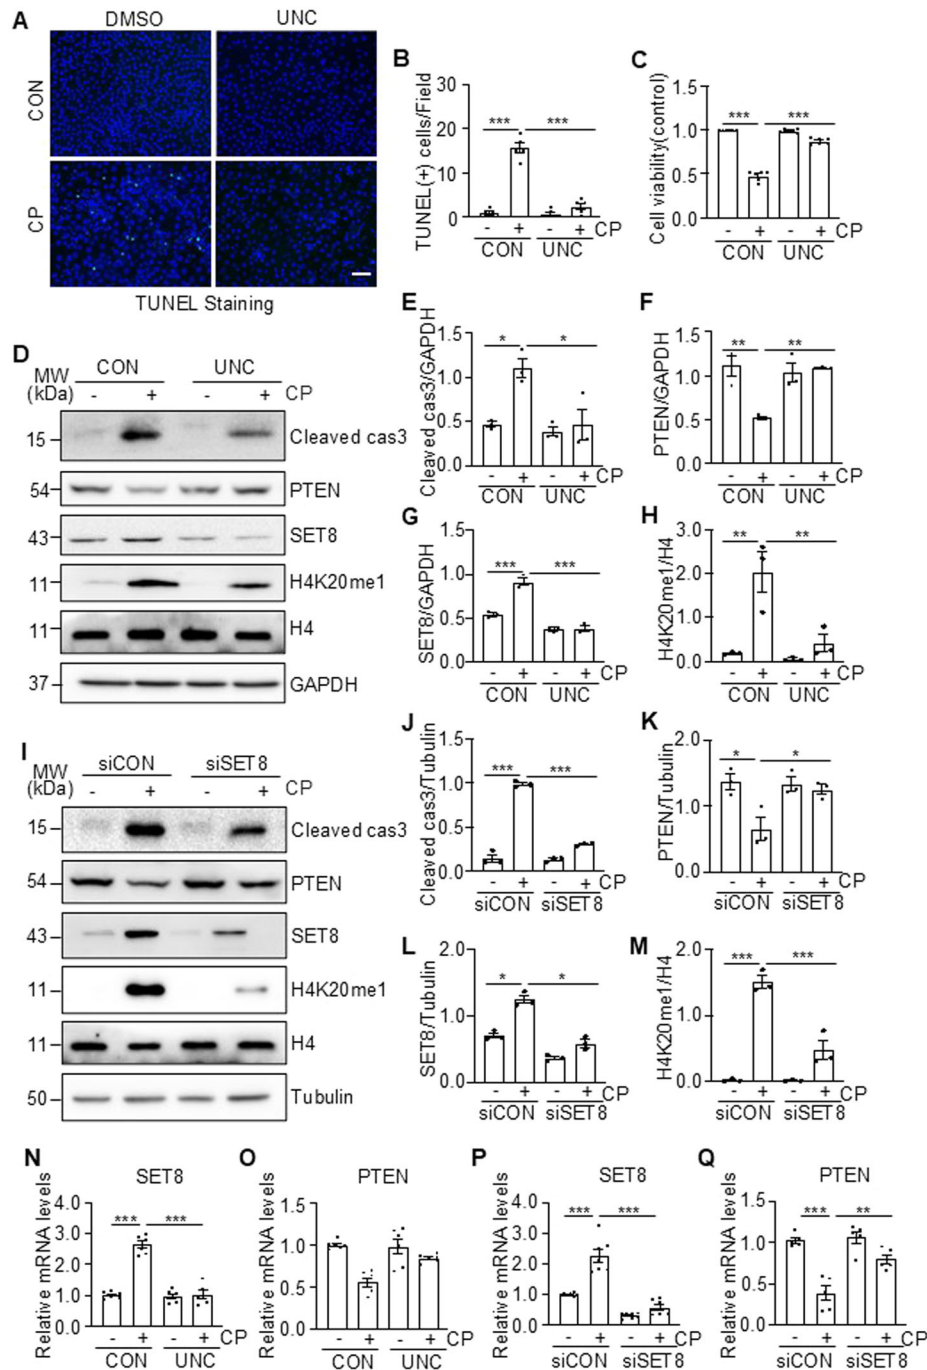 A
DMSO
UNC
CON
CP
TUNEL Staining
B
TUNEL(+) cells/Field
30
20
10
0
***
***
-
+
-
+
CP
CON
UNC
C
Cell viability(control)
1.5
1.0
0.5
0.0
***
***
-
+
-
+
CP
CON
UNC
D
MW
(kDa)
CON
UNC
-
+
-
+
CP
15
Cleaved cas3
54
PTEN
43
SET8
11
H4K20me1
11
H4
37
GAPDH
E
Cleaved cas3/GAPDH
1.5
1.0
0.5
0.0
*
*
-
+
-
+
CP
CON
UNC
F
PTEN/GAPDH
1.5
1.0
0.5
0.0
**
**
-
+
-
+
CP
CON
UNC
G
SET8/GAPDH
1.5
1.0
0.5
0.0
***
***
-
+
-
+
CP
CON
UNC
H
H4K20me1/H4
3.0
2.0
1.0
0.0
**
**
-
+
-
+
CP
CON
UNC
I
MW
(kDa)
siCON
siSET8
-
+
-
+
CP
15
Cleaved cas3
54
PTEN
43
SET8
11
H4K20me1
11
H4
50
Tubulin
J
Cleaved cas3/Tubulin
1.5
1.0
0.5
0.0
***
***
-
+
-
+
CP
siCON
siSET8
K
PTEN/Tubulin
2.0
1.0
0.0
*
*
-
+
-
+
CP
siCON
siSET8
L
SET8/Tubulin
2.0
1.0
0.0
*
*
-
+
-
+
CP
siCON
siSET8
M
H4K20me1/H4
2.0
1.0
0.0
***
***
-
+
-
+
CP
siCON
siSET8
N
SET8
Relative mRNA levels
4.0
3.0
2.0
1.0
0.0
***
***
-
+
-
+
CP
CON
UNC
O
PTEN
Relative mRNA levels
1.5
1.0
0.5
0.0
-
+
-
+
CP
CON
UNC
P
SET8
Relative mRNA levels
4.0
3.0
2.0
1.0
0.0
***
***
-
+
-
+
CP
siCON
siSET8
Q
PTEN
Relative mRNA levels
1.5
1.0
0.5
0.0
***
**
-
+
-
+
CP
siCON
siSET8